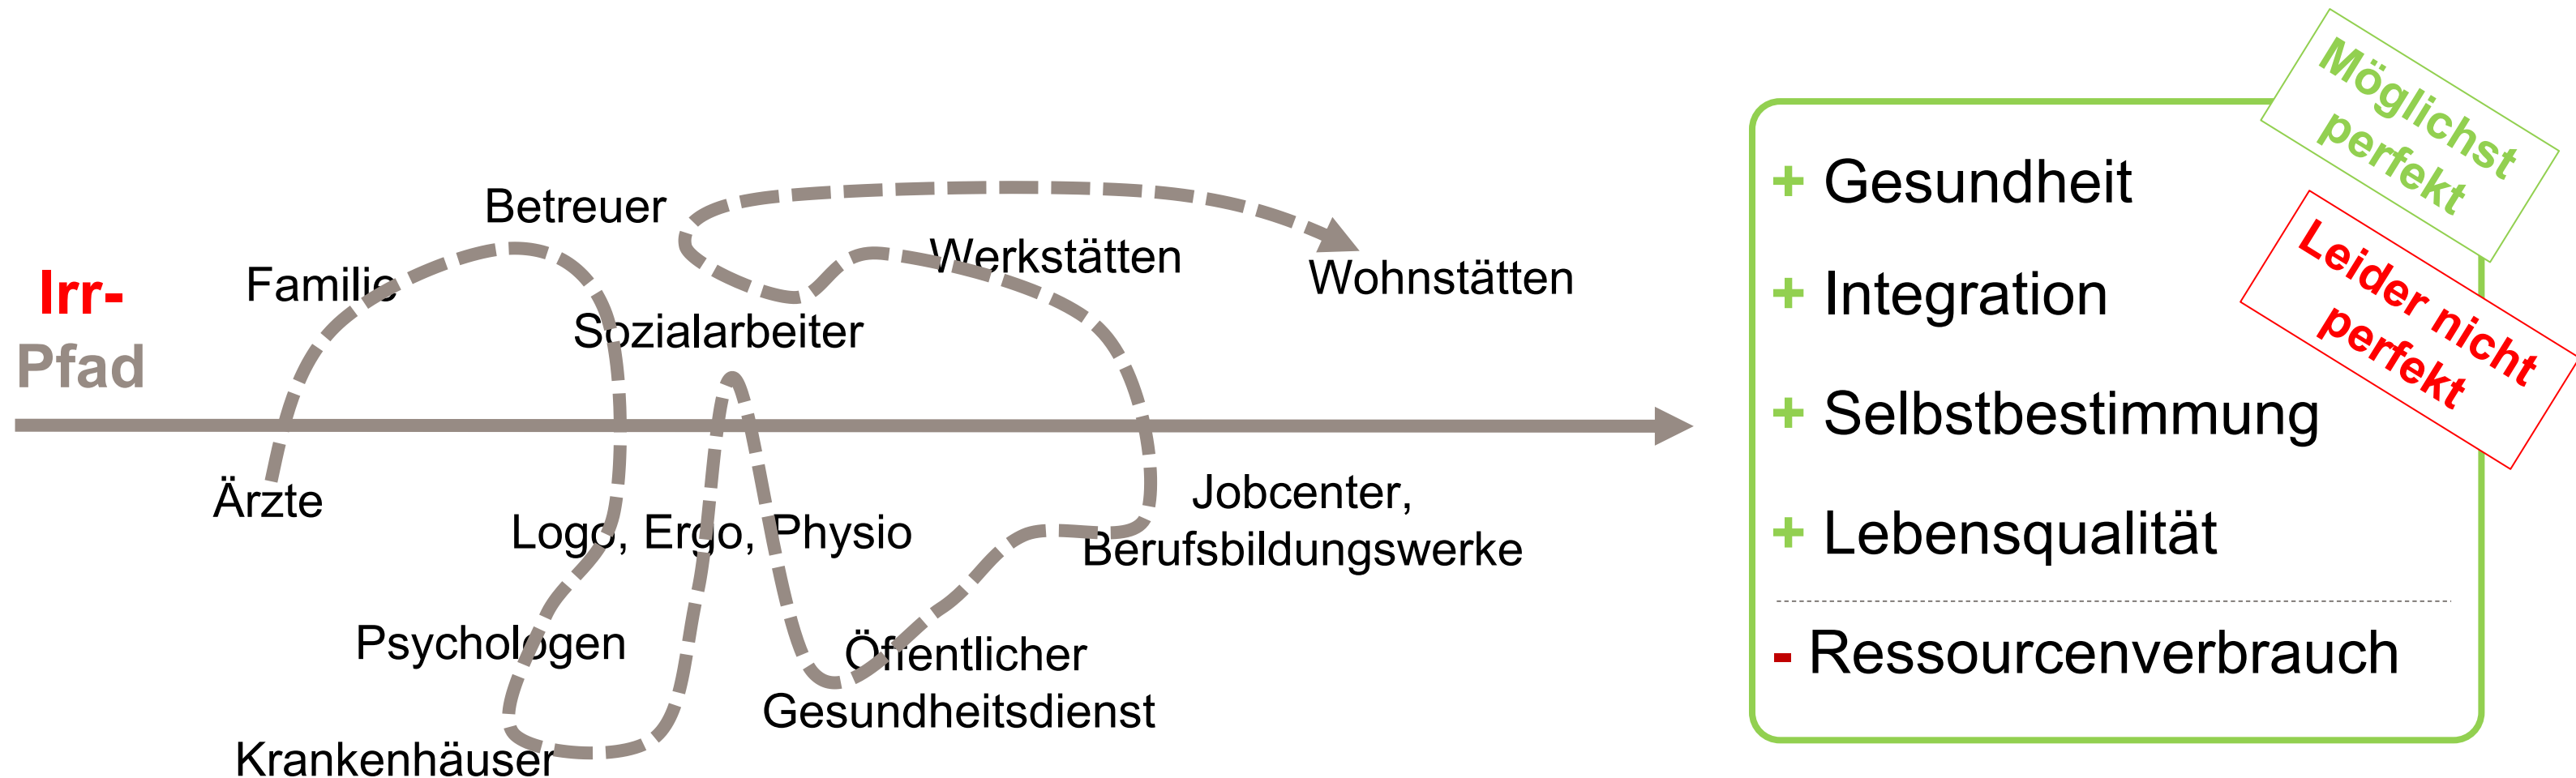 Irr-
Pfad
Betreuer
Familie
Werkstätten
Wohnstätten
Sozialarbeiter
Ärzte
Logo, Ergo, Physio
Jobcenter,
Berufsbildungswerke
Psychologen
Öffentlicher
Gesundheitsdienst
Krankenhäuser
Möglichst
perfekt
Leider nicht
perfekt
+ Gesundheit
+ Integration
+ Selbstbestimmung
+ Lebensqualität
- Ressourcenverbrauch